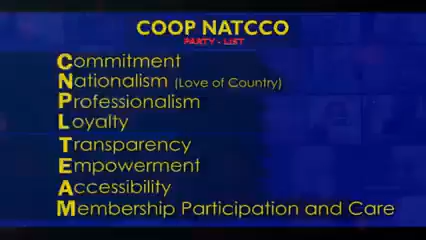 COOP NATCCO
PARTY - LIST
Commitment
Nationalism (Love of Country)
Professionalism
Loyalty
Transparency
Empowerment
Accessibility
Membership Participation and Care